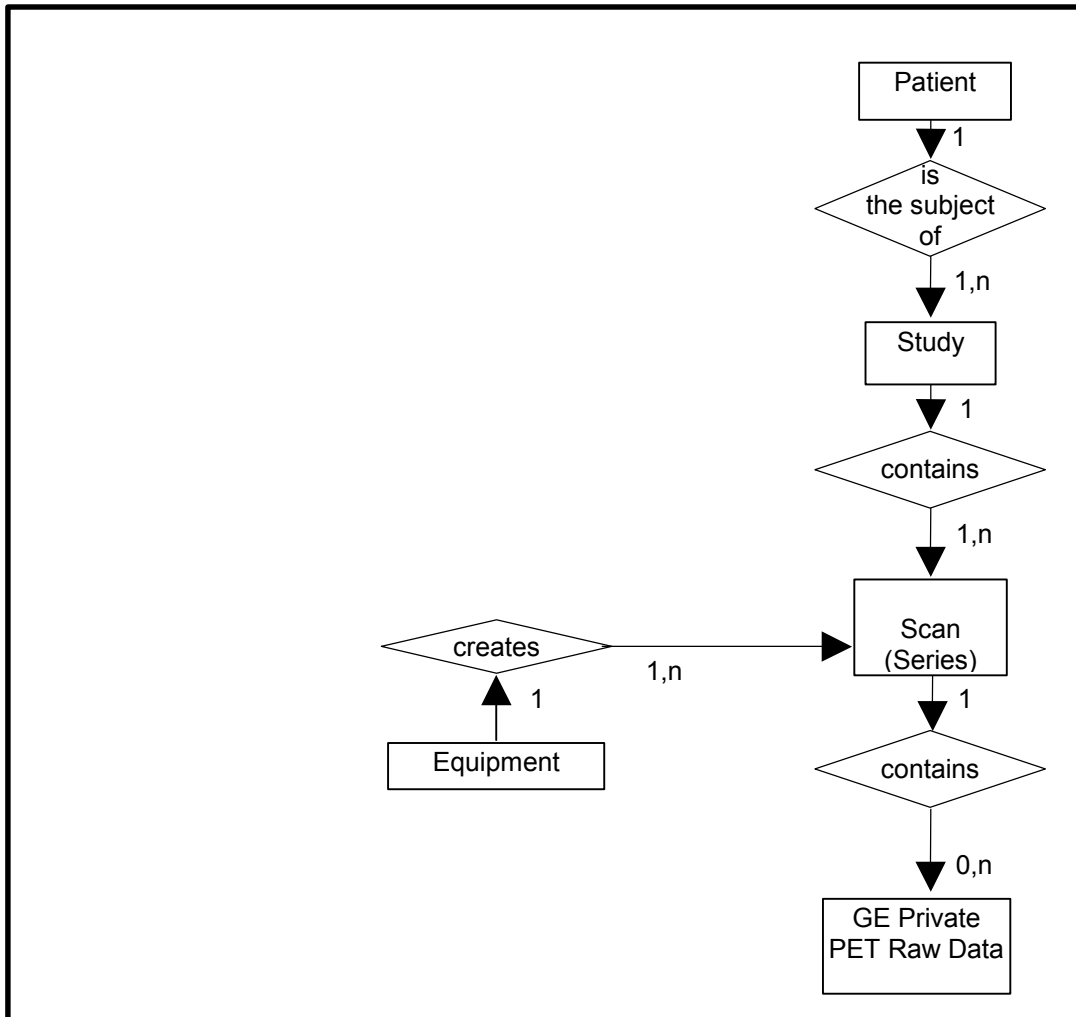 Patient
1
is
the subject
of
1,n
Study
1
contains
1,n
Scan
(Series)
creates
1,n
1
1
Equipment
contains
0,n
GE Private
PET Raw Data